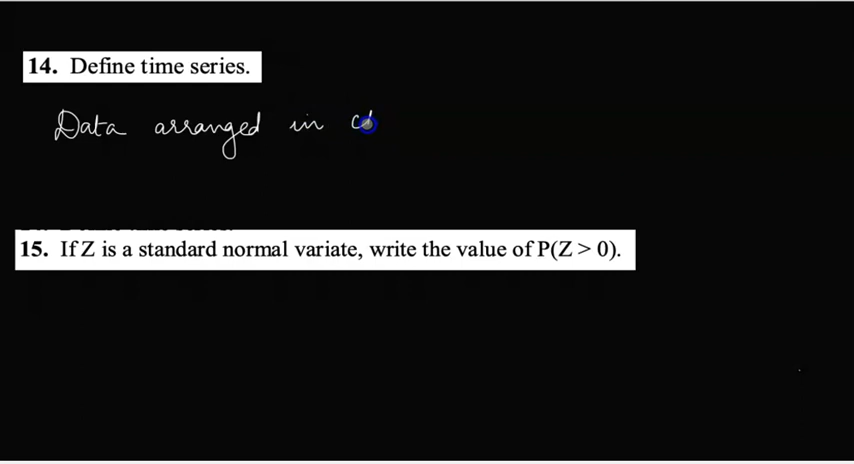 14. Define time series.
Data arranged in
15. If Z is a standard normal variate, write the value of P(Z > 0).